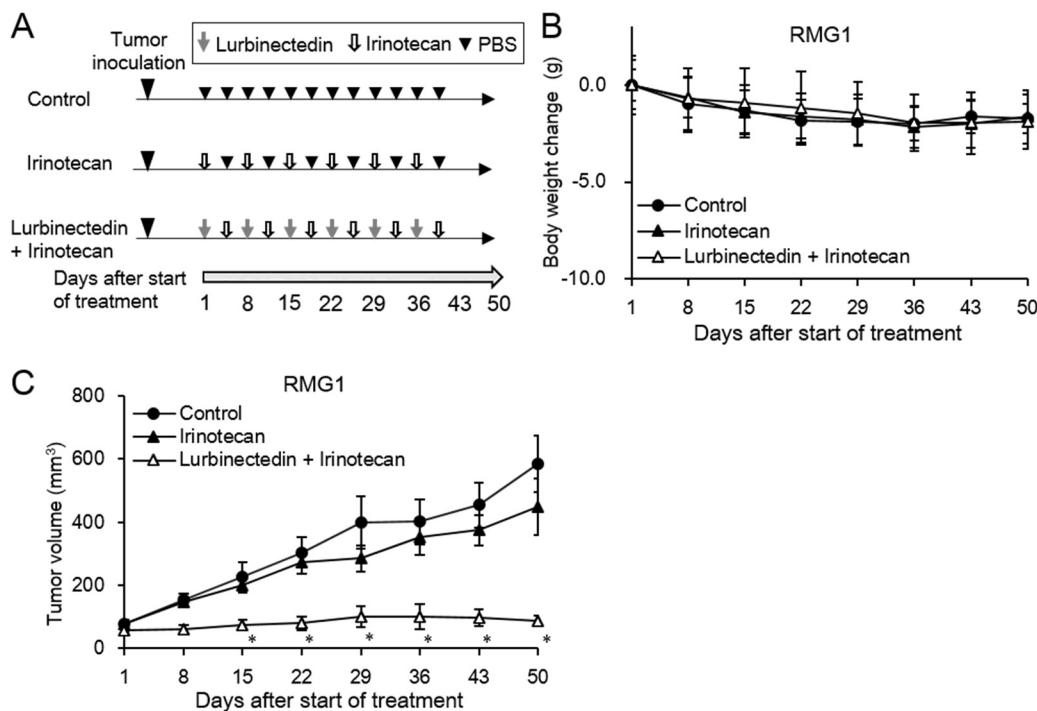 A
Tumor
inoculation
Lurbinectedin Irinotecan PBS
Control
Irinotecan
Lurbinectedin
+ Irinotecan
Days after start
of treatment
1 8 15 22 29 36 43 50
B
RMG1
Body weight change (g)
0.0
-5.0
-10.0
Control
Irinotecan
Lurbinectedin + Irinotecan
1 8 15 22 29 36 43 50
Days after start of treatment
C
RMG1
Tumor volume (mm³)
800
600
400
200
0
Control
Irinotecan
Lurbinectedin + Irinotecan
* * * * * *
1 8 15 22 29 36 43 50
Days after start of treatment